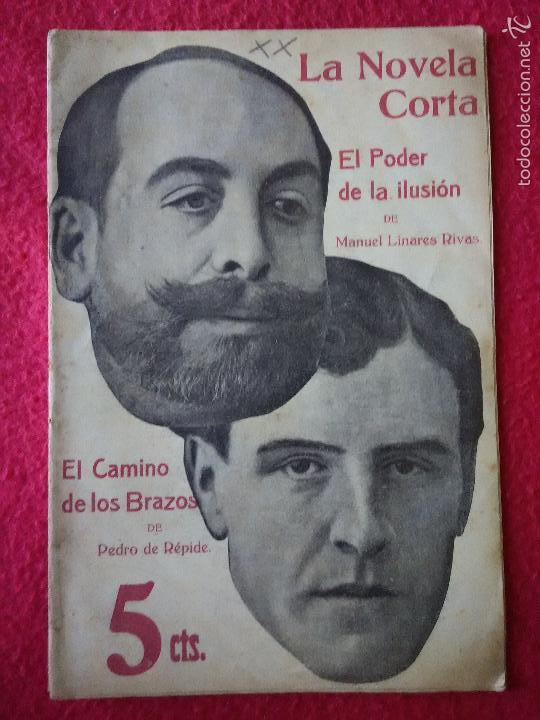 XX
La Novela
Corta
El Poder
de la ilusión
DE
Manuel Linares Rivas.
El Camino
de los Brazos
DE
Pedro de Répide.
5 cts.
todocoleccion.net
tc